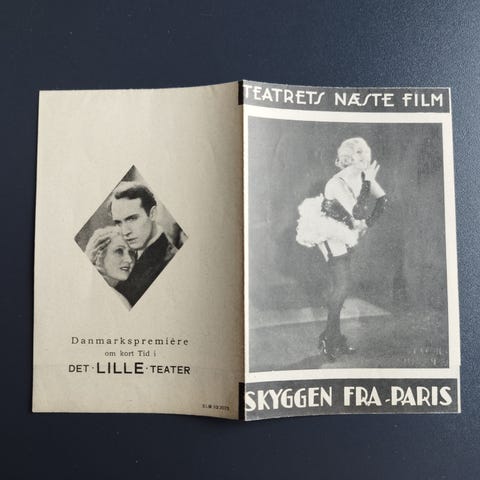 Danmarkspremière
om kort Tid i
DET · LILLE · TEATER
TEATRETS NÆSTE FILM
SKYGGEN FRA PARIS